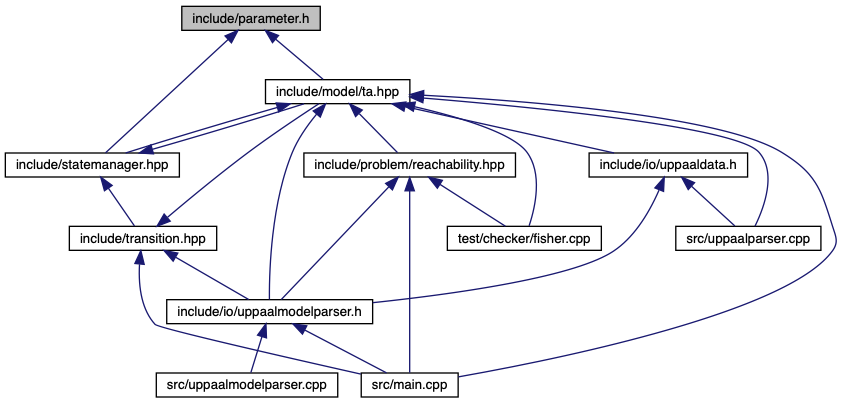 include/parameter.h
include/model/ta.hpp
include/statemanager.hpp
include/problem/reachability.hpp
include/io/uppaaldata.h
include/transition.hpp
test/checker/fisher.cpp
src/uppaalparser.cpp
include/io/uppaalmodelparser.h
src/uppaalmodelparser.cpp
src/main.cpp